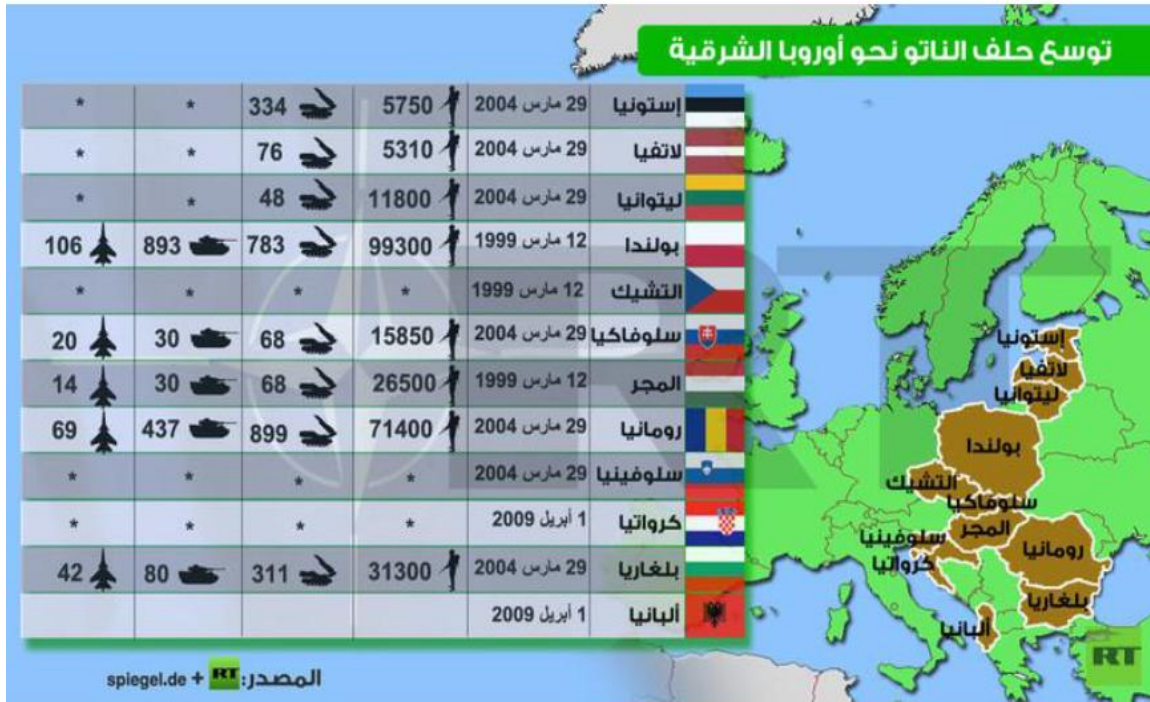 توسع حلف الناتو نحو أوروبا الشرقية
إستونيا 29 مارس 2004 5750 334 * *
لاتفيا 29 مارس 2004 5310 76 * *
ليتوانيا 29 مارس 2004 11800 48 * *
بولندا 12 مارس 1999 99300 783 893 106
التشيك 12 مارس 1999 * * * *
سلوفاكيا 29 مارس 2004 15850 68 30 20
المجر 12 مارس 1999 26500 68 30 14
رومانيا 29 مارس 2004 71400 899 437 69
سلوفينيا 29 مارس 2004 * * * *
كرواتيا 1 أبريل 2009 * * * *
بلغاريا 29 مارس 2004 31300 311 80 42
ألبانيا 1 أبريل 2009
المصدر: RT + spiegel.de
إستونيا
لاتفيا
ليتوانيا
بولندا
التشيك
سلوفاكيا
المجر
سلوفينيا
كرواتيا
رومانيا
بلغاريا
ألبانيا
RT
RT